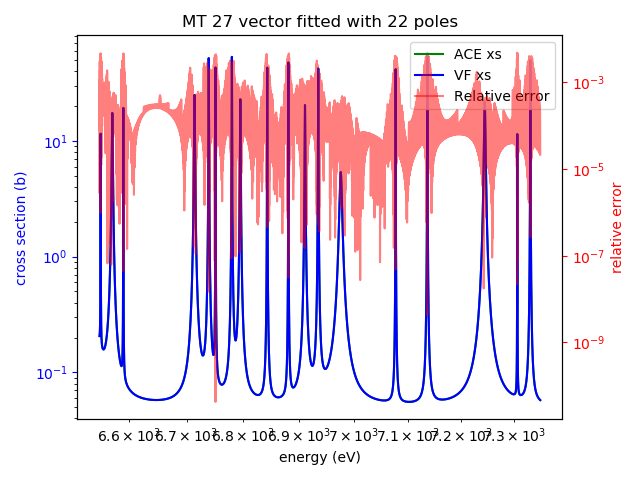 MT 27 vector fitted with 22 poles
ACE xs
VF xs
Relative error
cross section (b)
10¹
10⁰
10⁻¹
10⁻³
10⁻⁵
10⁻⁷
10⁻⁹
relative error
6.6 × 10³ 6.7 × 10³ 6.8 × 10³ 6.9 × 10³ 7 × 10³ 7.1 × 10³ 7.2 × 10³ 7.3 × 10³
energy (eV)